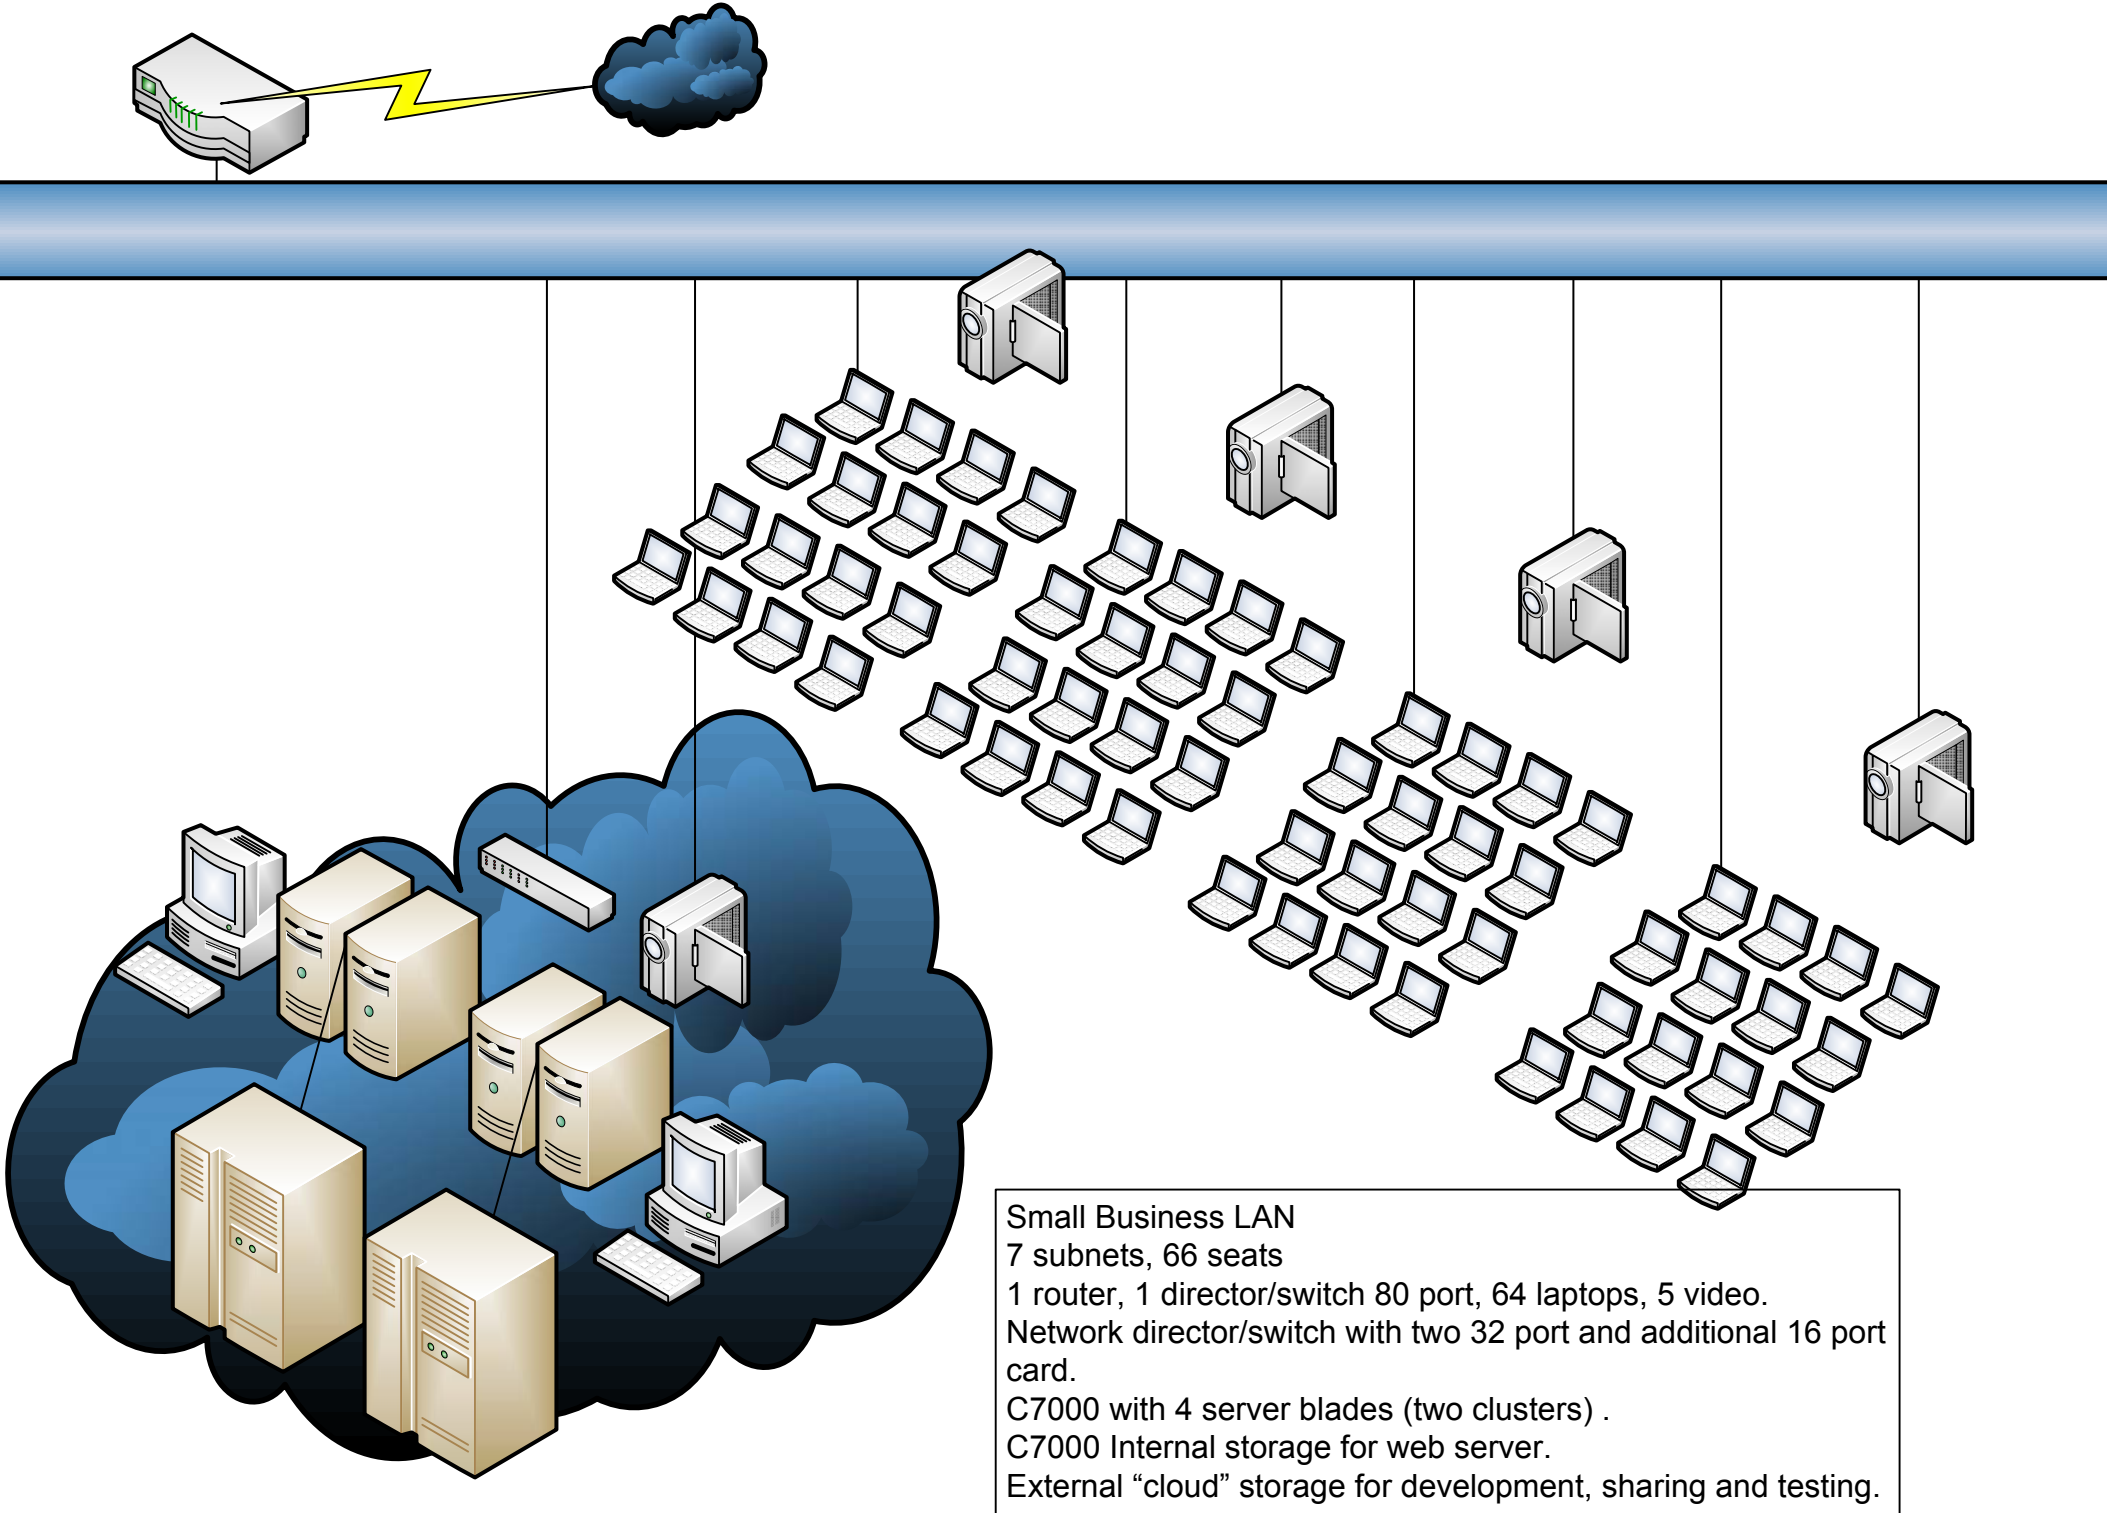 Small Business LAN
7 subnets, 66 seats
1 router, 1 director/switch 80 port, 64 laptops, 5 video.
Network director/switch with two 32 port and additional 16 port
card.
C7000 with 4 server blades (two clusters) .
C7000 Internal storage for web server.
External “cloud” storage for development, sharing and testing.